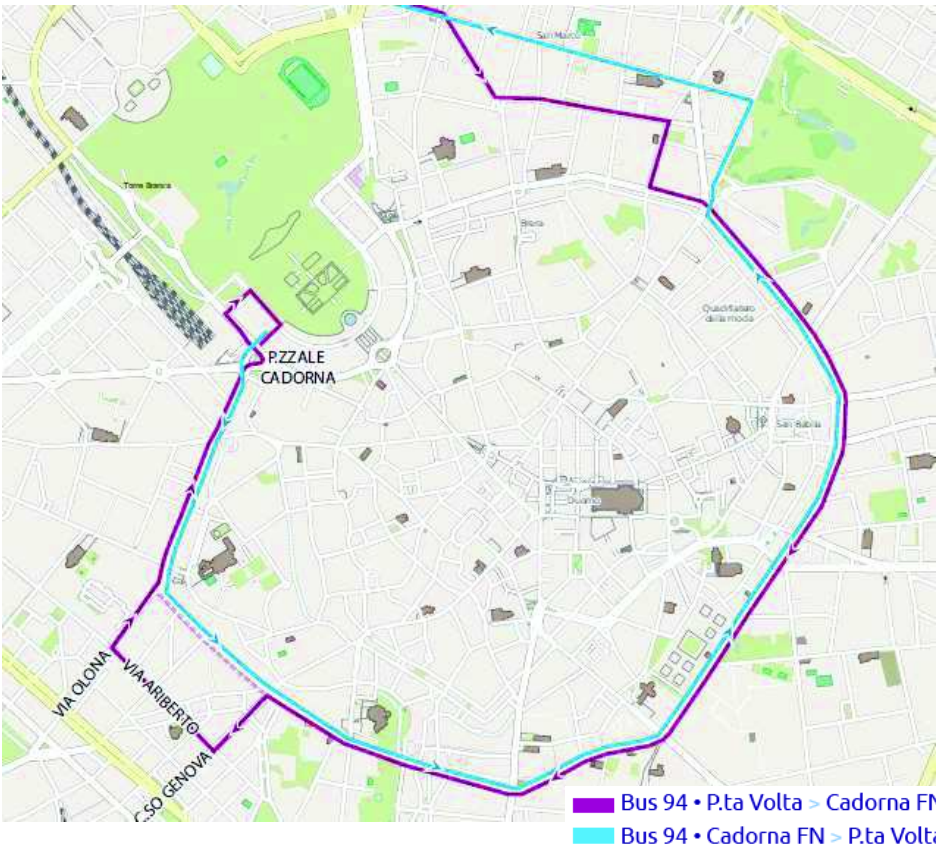 San Marco
Torre Branca
Brera
Quadrilatero
della moda
P.ZZALE
CADORNA
San Babila
Duomo
VIA OLONA
VIA ARIBERTO
C.SO GENOVA
Bus 94 • P.ta Volta > Cadorna FN
Bus 94 • Cadorna FN > P.ta Volta